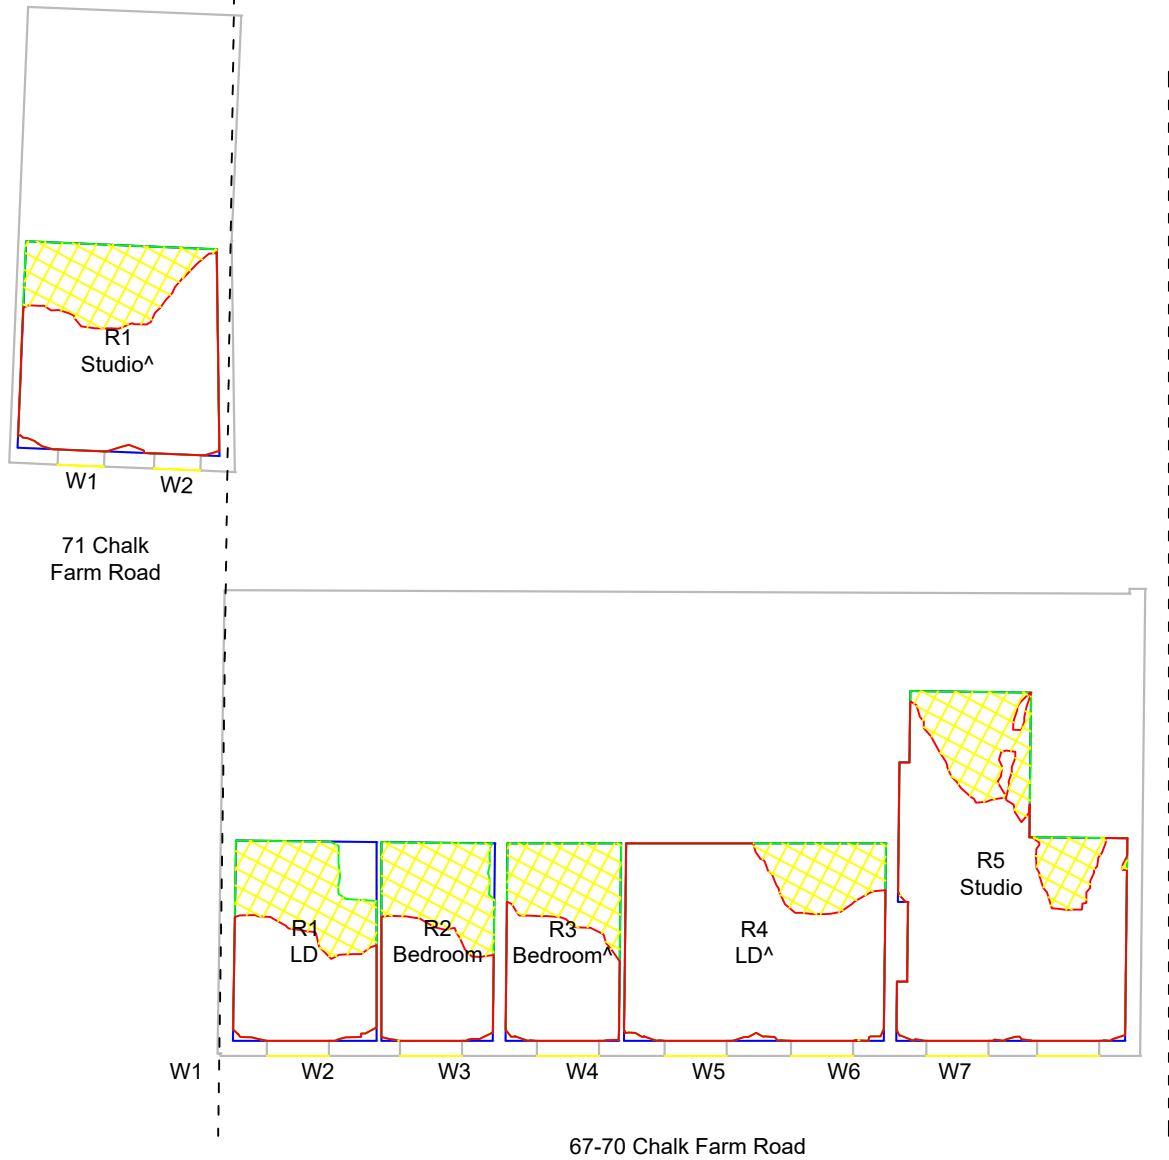 R1
Studio^
W1 W2
71 Chalk
Farm Road
R5
Studio
R1
LD
R2
Bedroom
R3
Bedroom^
R4
LD^
W1 W2 W3 W4 W5 W6 W7
67-70 Chalk Farm Road